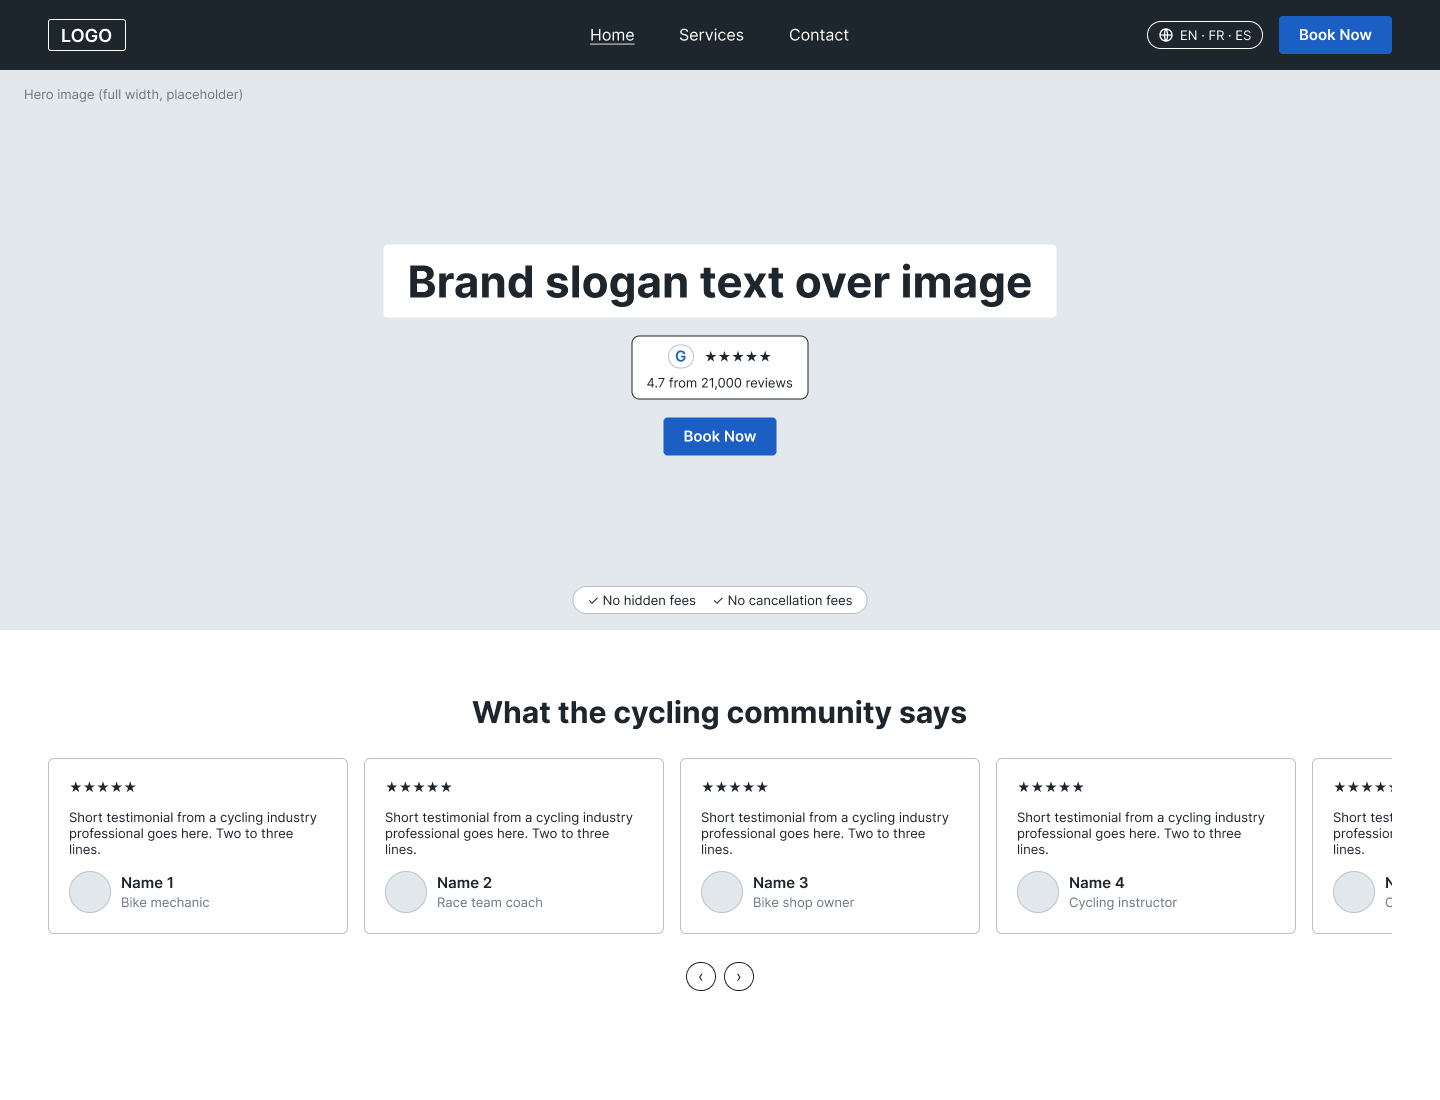 LOGO
Home
Services
Contact
EN · FR · ES
Book Now
Hero image (full width, placeholder)
Brand slogan text over image
G ★★★★★
4.7 from 21,000 reviews
Book Now
✓ No hidden fees ✓ No cancellation fees
What the cycling community says
★★★★★
Short testimonial from a cycling industry
professional goes here. Two to three
lines.
Name 1
Bike mechanic
★★★★★
Short testimonial from a cycling industry
professional goes here. Two to three
lines.
Name 2
Race team coach
★★★★★
Short testimonial from a cycling industry
professional goes here. Two to three
lines.
Name 3
Bike shop owner
★★★★★
Short testimonial from a cycling industry
professional goes here. Two to three
lines.
Name 4
Cycling instructor
★★★★★
Short
lines.
‹ ›